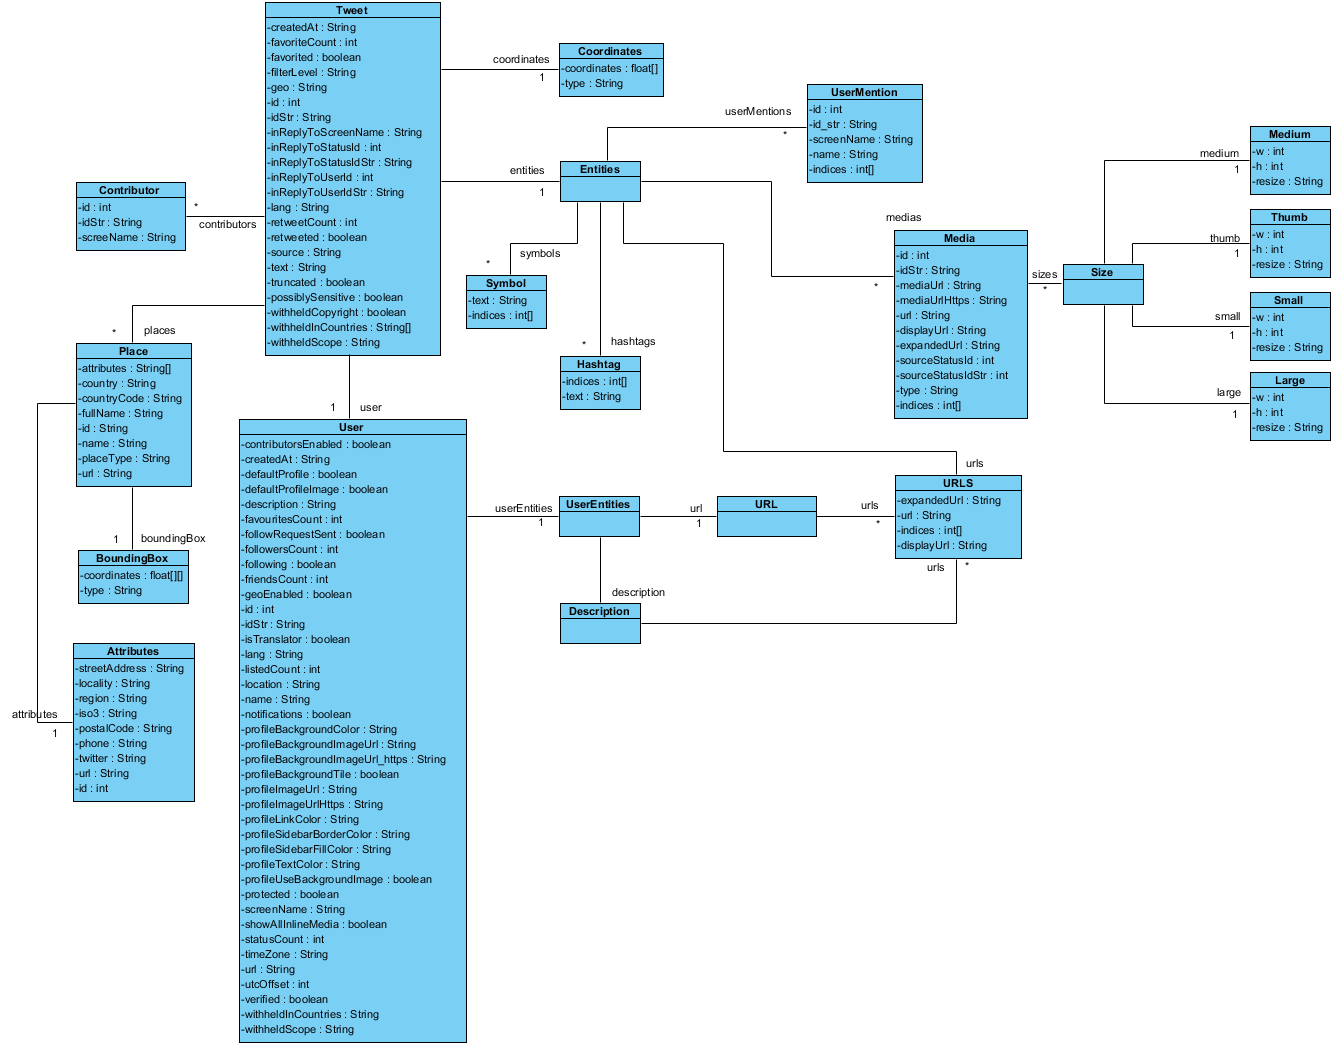 Tweet
-createdAt : String
-favoriteCount : int
-favorited : boolean
-filterLevel : String
-geo : String
-id : int
-idStr : String
-inReplyToScreenName : String
-inReplyToStatusId : int
-inReplyToStatusIdStr : String
-inReplyToUserId : int
-inReplyToUserIdStr : String
-lang : String
-retweetCount : int
-retweeted : boolean
-source : String
-text : String
-truncated : boolean
-possiblySensitive : boolean
-withheldCopyright : boolean
-withheldInCountries : String[]
-withheldScope : String
coordinates
1
Coordinates
-coordinates : float[]
-type : String
userMentions
*
UserMention
-id : int
-id_str : String
-screenName : String
-name : String
-indices : int[]
entities
1
Entities
Contributor
-id : int
-idStr : String
-screeName : String
*
contributors
symbols
*
Symbol
-text : String
-indices : int[]
hashtags
*
Hashtag
-indices : int[]
-text : String
medias
*
Media
-id : int
-idStr : String
-mediaUrl : String
-mediaUrlHttps : String
-url : String
-displayUrl : String
-expandedUrl : String
-sourceStatusId : int
-sourceStatusIdStr : int
-type : String
-indices : int[]
sizes
*
Size
medium
1
Medium
-w : int
-h : int
-resize : String
thumb
1
Thumb
-w : int
-h : int
-resize : String
small
1
Small
-w : int
-h : int
-resize : String
large
1
Large
-w : int
-h : int
-resize : String
*
places
Place
-attributes : String[]
-country : String
-countryCode : String
-fullName : String
-id : String
-name : String
-placeType : String
-url : String
1
boundingBox
BoundingBox
-coordinates : float[][]
-type : String
attributes
1
Attributes
-streetAddress : String
-locality : String
-region : String
-iso3 : String
-postalCode : String
-phone : String
-twitter : String
-url : String
-id : int
1
user
User
-contributorsEnabled : boolean
-createdAt : String
-defaultProfile : boolean
-defaultProfileImage : boolean
-description : String
-favouritesCount : int
-followRequestSent : boolean
-followersCount : int
-following : boolean
-friendsCount : int
-geoEnabled : boolean
-id : int
-idStr : String
-isTranslator : boolean
-lang : String
-listedCount : int
-location : String
-name : String
-notifications : boolean
-profileBackgroundColor : String
-profileBackgroundImageUrl : String
-profileBackgroundImageUrl_https : String
-profileBackgroundTile : boolean
-profileImageUrl : String
-profileImageUrlHttps : String
-profileLinkColor : String
-profileSidebarBorderColor : String
-profileSidebarFillColor : String
-profileTextColor : String
-profileUseBackgroundImage : boolean
-protected : boolean
-screenName : String
-showAllInlineMedia : boolean
-statusCount : int
-timeZone : String
-url : String
-utcOffset : int
-verified : boolean
-withheldInCountries : String
-withheldScope : String
userEntities
1
UserEntities
url
1
URL
urls
*
urls
URLS
-expandedUrl : String
-url : String
-indices : int[]
-displayUrl : String
urls
*
description
Description